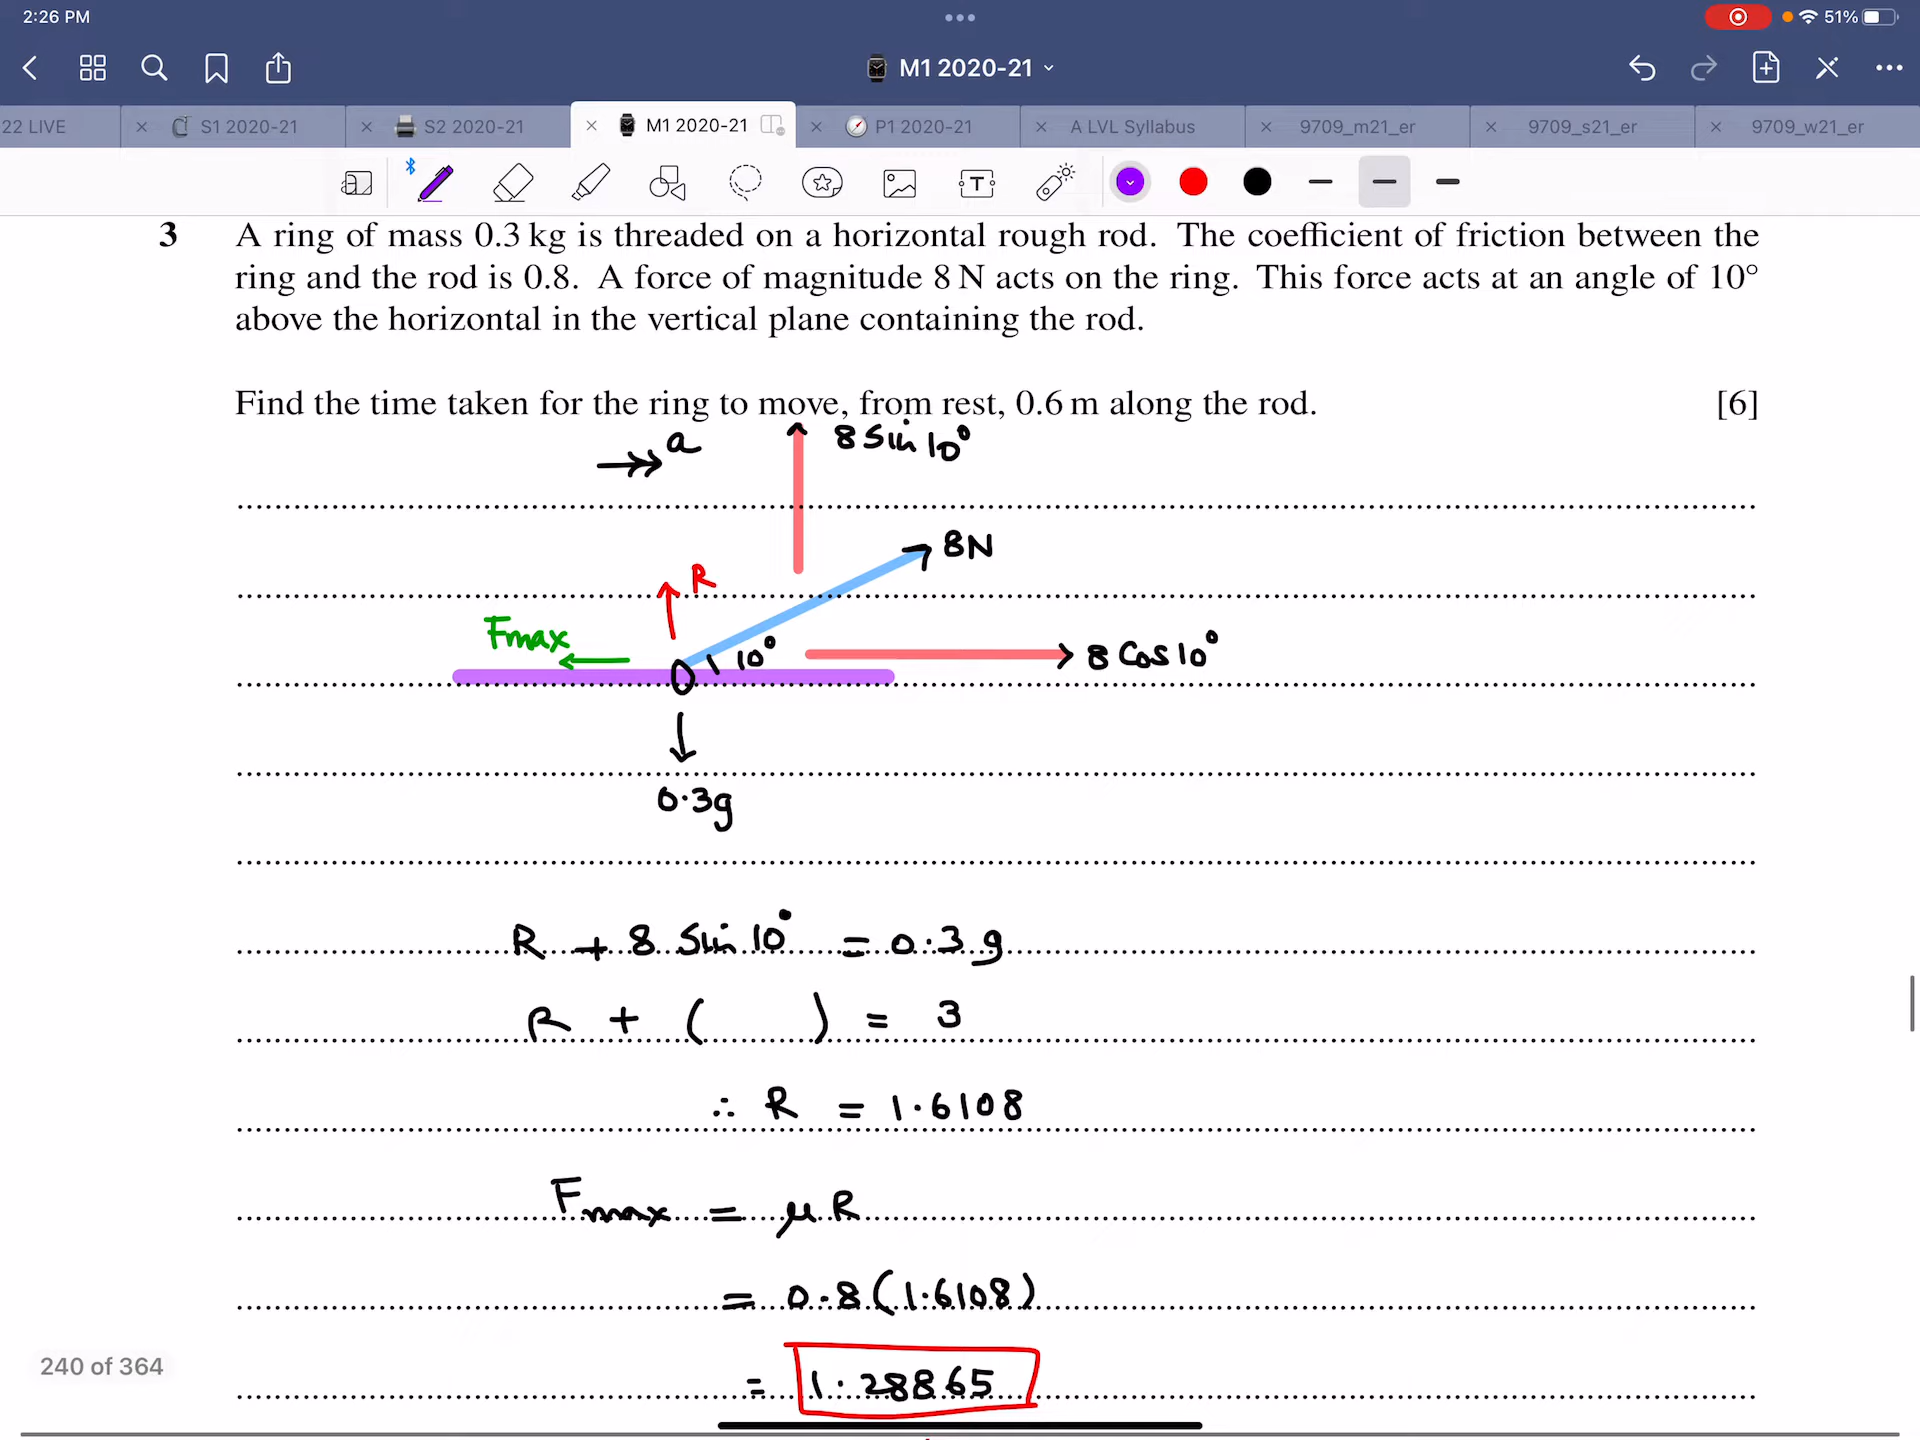 2:26 PM
51%
M1 2020-21
22 LIVE
S1 2020-21
S2 2020-21
M1 2020-21
P1 2020-21
A LVL Syllabus
9709_m21_er
9709_s21_er
9709_w21_er
3 A ring of mass 0.3 kg is threaded on a horizontal rough rod. The coefficient of friction between the
ring and the rod is 0.8. A force of magnitude 8 N acts on the ring. This force acts at an angle of 10°
above the horizontal in the vertical plane containing the rod.
Find the time taken for the ring to move, from rest, 0.6 m along the rod. [6]
a
8 Sin 10°
8N
R
Fmax
10°
8 Cos 10°
0.3g
R + 8 Sin 10° = 0.3 g
R + ( ) = 3
∴ R = 1.6108
Fmax = μR
= 0.8 (1.6108)
= 1.28865
240 of 364